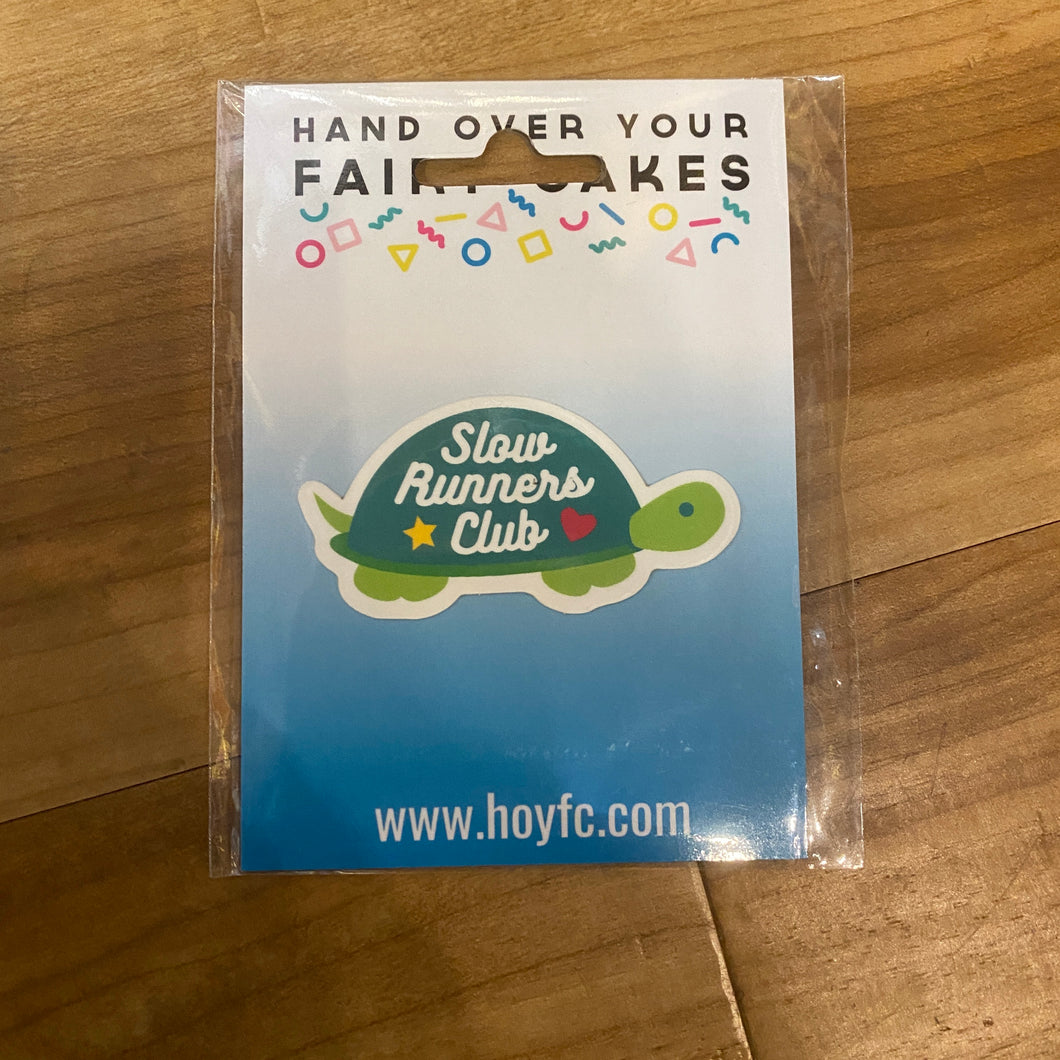 HAND OVER YOUR
FAIRY CAKES
Slow
Runners
Club
www.hoyfc.com